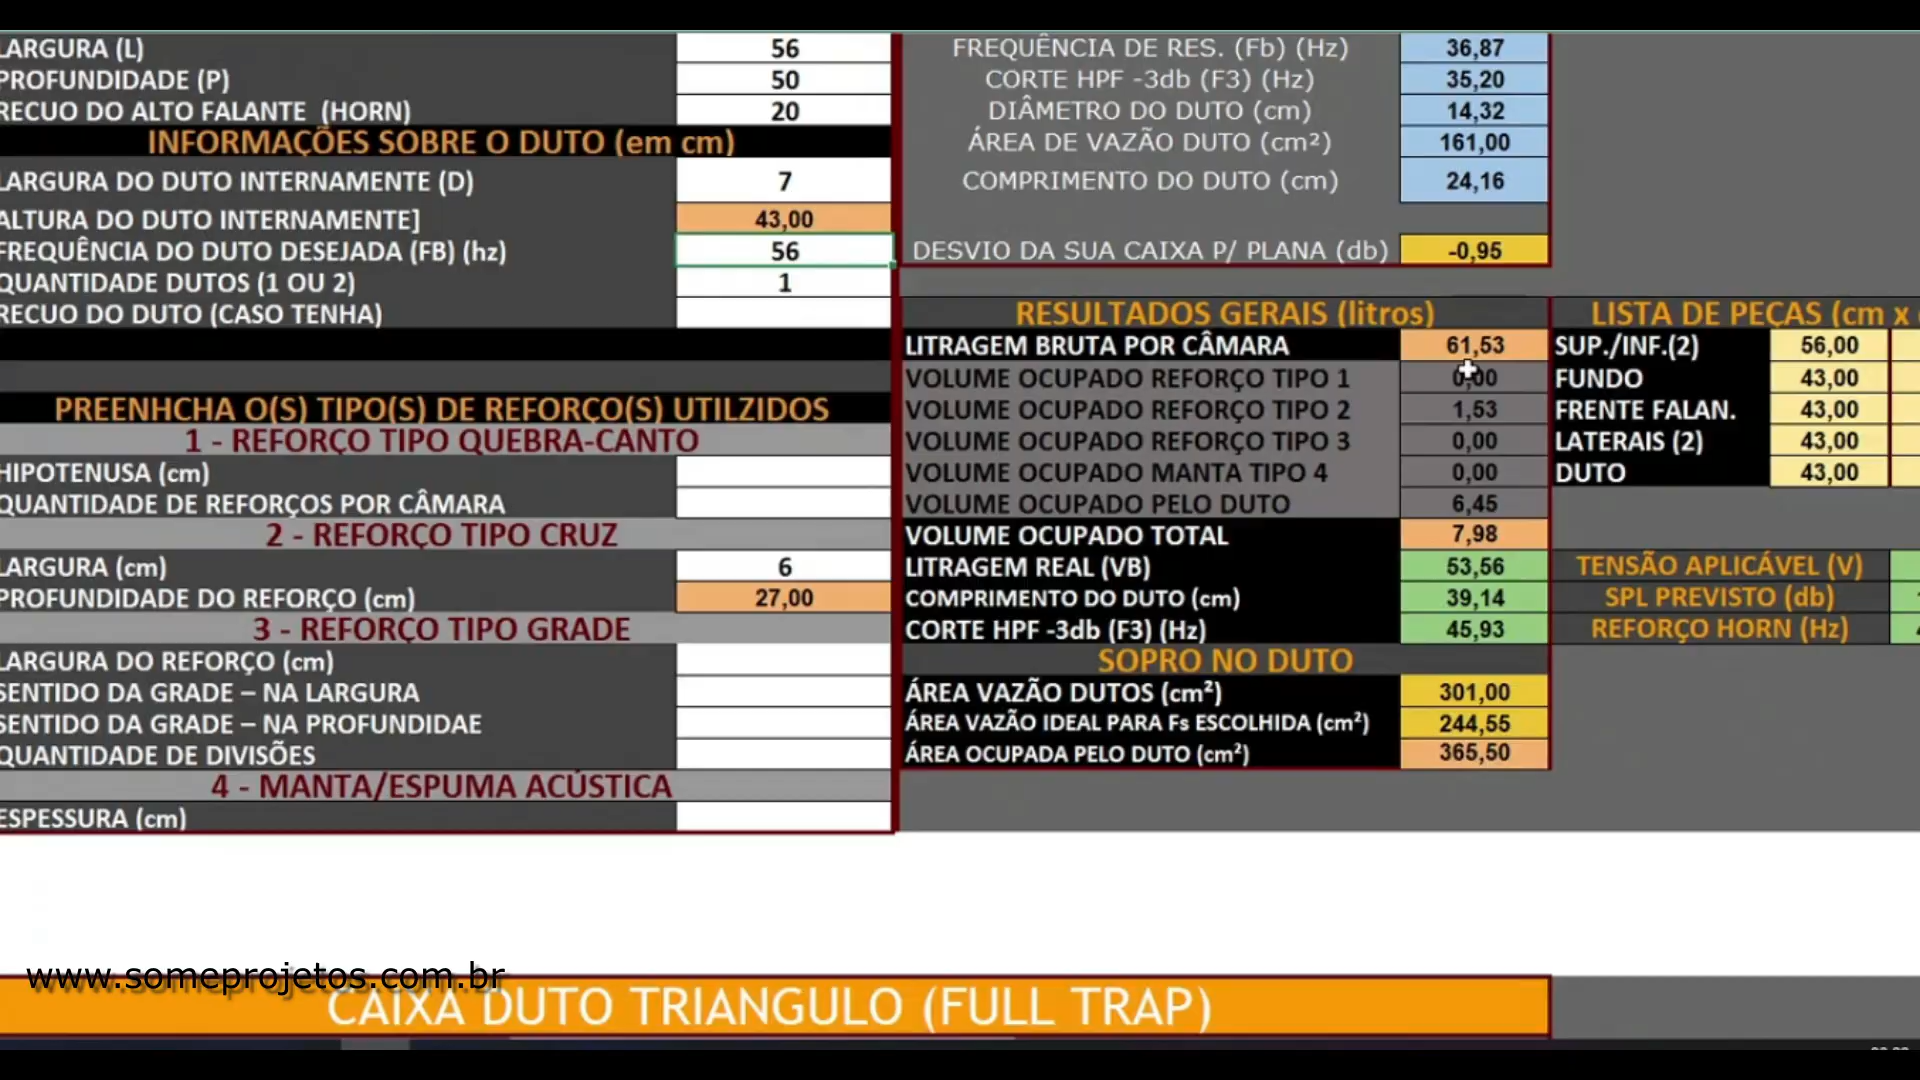 LARGURA (L) 56 FREQUÊNCIA DE RES. (Fb) (Hz) 36,87
PROFUNDIDADE (P) 50 CORTE HPF -3db (F3) (Hz) 35,20
RECUO DO ALTO FALANTE (HORN) 20 DIÂMETRO DO DUTO (cm) 14,32
INFORMAÇÕES SOBRE O DUTO (em cm) ÁREA DE VAZÃO DUTO (cm²) 161,00
LARGURA DO DUTO INTERNAMENTE (D) 7 COMPRIMENTO DO DUTO (cm) 24,16
ALTURA DO DUTO INTERNAMENTE] 43,00
FREQUÊNCIA DO DUTO DESEJADA (FB) (hz) 56 DESVIO DA SUA CAIXA P/ PLANA (db) -0,95
QUANTIDADE DUTOS (1 OU 2) 1
RECUO DO DUTO (CASO TENHA) RESULTADOS GERAIS (litros) LISTA DE PEÇAS (cm x
LITRAGEM BRUTA POR CÂMARA 61,53 SUP./INF.(2) 56,00
VOLUME OCUPADO REFORÇO TIPO 1 0,00 FUNDO 43,00
PREENHCHA O(S) TIPO(S) DE REFORÇO(S) UTILZIDOS VOLUME OCUPADO REFORÇO TIPO 2 1,53 FRENTE FALAN. 43,00
1 - REFORÇO TIPO QUEBRA-CANTO VOLUME OCUPADO REFORÇO TIPO 3 0,00 LATERAIS (2) 43,00
HIPOTENUSA (cm) VOLUME OCUPADO MANTA TIPO 4 0,00 DUTO 43,00
QUANTIDADE DE REFORÇOS POR CÂMARA VOLUME OCUPADO PELO DUTO 6,45
2 - REFORÇO TIPO CRUZ VOLUME OCUPADO TOTAL 7,98
LARGURA (cm) 6 LITRAGEM REAL (VB) 53,56 TENSÃO APLICÁVEL (V)
PROFUNDIDADE DO REFORÇO (cm) 27,00 COMPRIMENTO DO DUTO (cm) 39,14 SPL PREVISTO (db)
3 - REFORÇO TIPO GRADE CORTE HPF -3db (F3) (Hz) 45,93 REFORÇO HORN (Hz)
LARGURA DO REFORÇO (cm) SOPRO NO DUTO
SENTIDO DA GRADE – NA LARGURA ÁREA VAZÃO DUTOS (cm²) 301,00
SENTIDO DA GRADE – NA PROFUNDIDAE ÁREA VAZÃO IDEAL PARA Fs ESCOLHIDA (cm²) 244,55
QUANTIDADE DE DIVISÕES ÁREA OCUPADA PELO DUTO (cm²) 365,50
4 - MANTA/ESPUMA ACÚSTICA
ESPESSURA (cm)
www.someprojetos.com.br
CAIXA DUTO TRIANGULO (FULL TRAP)